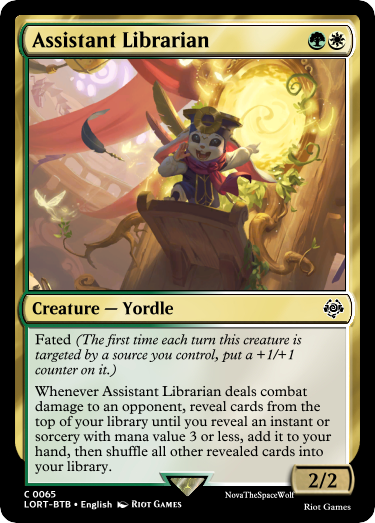 Assistant Librarian
Creature — Yordle
Fated (The first time each turn this creature is
targeted by a source you control, put a +1/+1
counter on it.)
Whenever Assistant Librarian deals combat
damage to an opponent, reveal cards from the
top of your library until you reveal an instant or
sorcery with mana value 3 or less, add it to your
hand, then shuffle all other revealed cards into
your library.
2/2
C 0065
LORT-BTB • English RIOT GAMES
NovaTheSpaceWolf
Riot Games